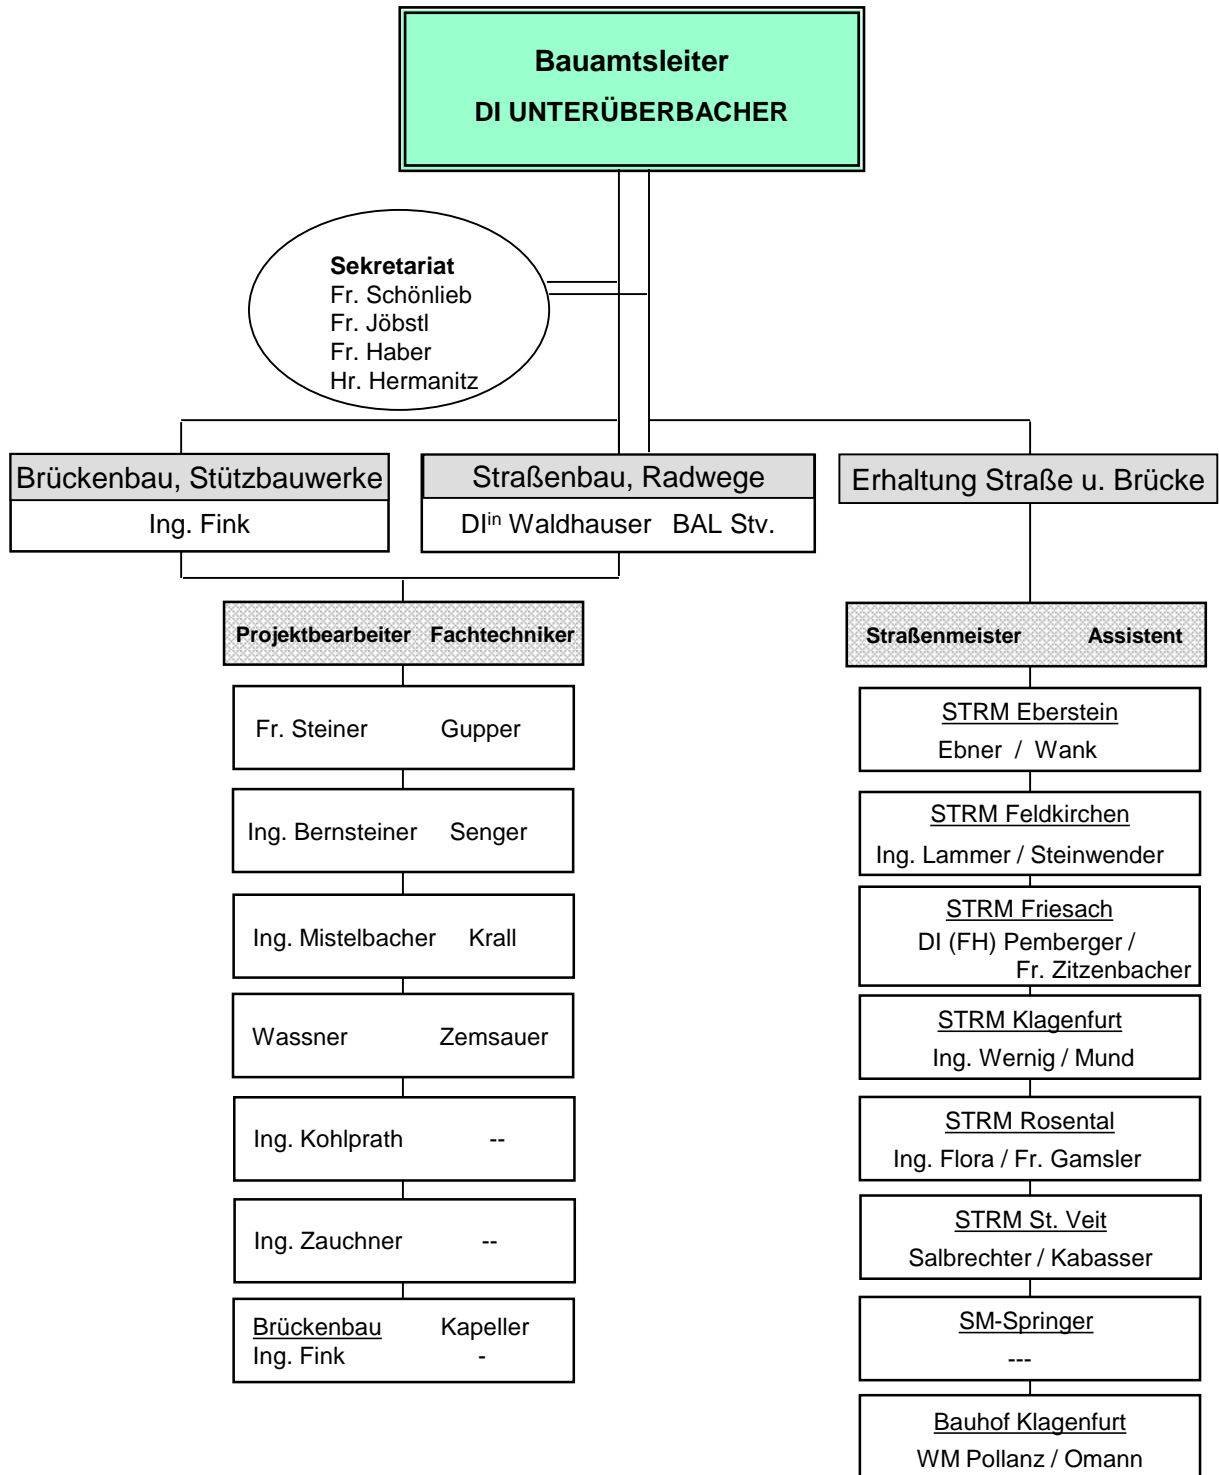 Bauamtsleiter
DI UNTERÜBERBACHER
Sekretariat
Fr. Schönlieb
Fr. Jöbstl
Fr. Haber
Hr. Hermanitz
Brückenbau, Stützbauwerke
Ing. Fink
Straßenbau, Radwege
DIin Waldhauser BAL Stv.
Erhaltung Straße u. Brücke
Projektbearbeiter Fachtechniker
Fr. Steiner Gupper
Ing. Bernsteiner Senger
Ing. Mistelbacher Krall
Wassner Zemsauer
Ing. Kohlprath --
Ing. Zauchner --
Brückenbau Kapeller
Ing. Fink -
Straßenmeister Assistent
STRM Eberstein
Ebner / Wank
STRM Feldkirchen
Ing. Lammer / Steinwender
STRM Friesach
DI (FH) Pemberger /
Fr. Zitzenbacher
STRM Klagenfurt
Ing. Wernig / Mund
STRM Rosental
Ing. Flora / Fr. Gamsler
STRM St. Veit
Salbrechter / Kabasser
SM-Springer
---
Bauhof Klagenfurt
WM Pollanz / Omann